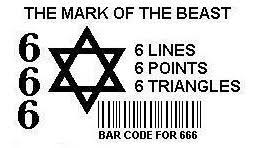 THE MARK OF THE BEAST
6
6
6
6 LINES
6 POINTS
6 TRIANGLES
BAR CODE FOR 666